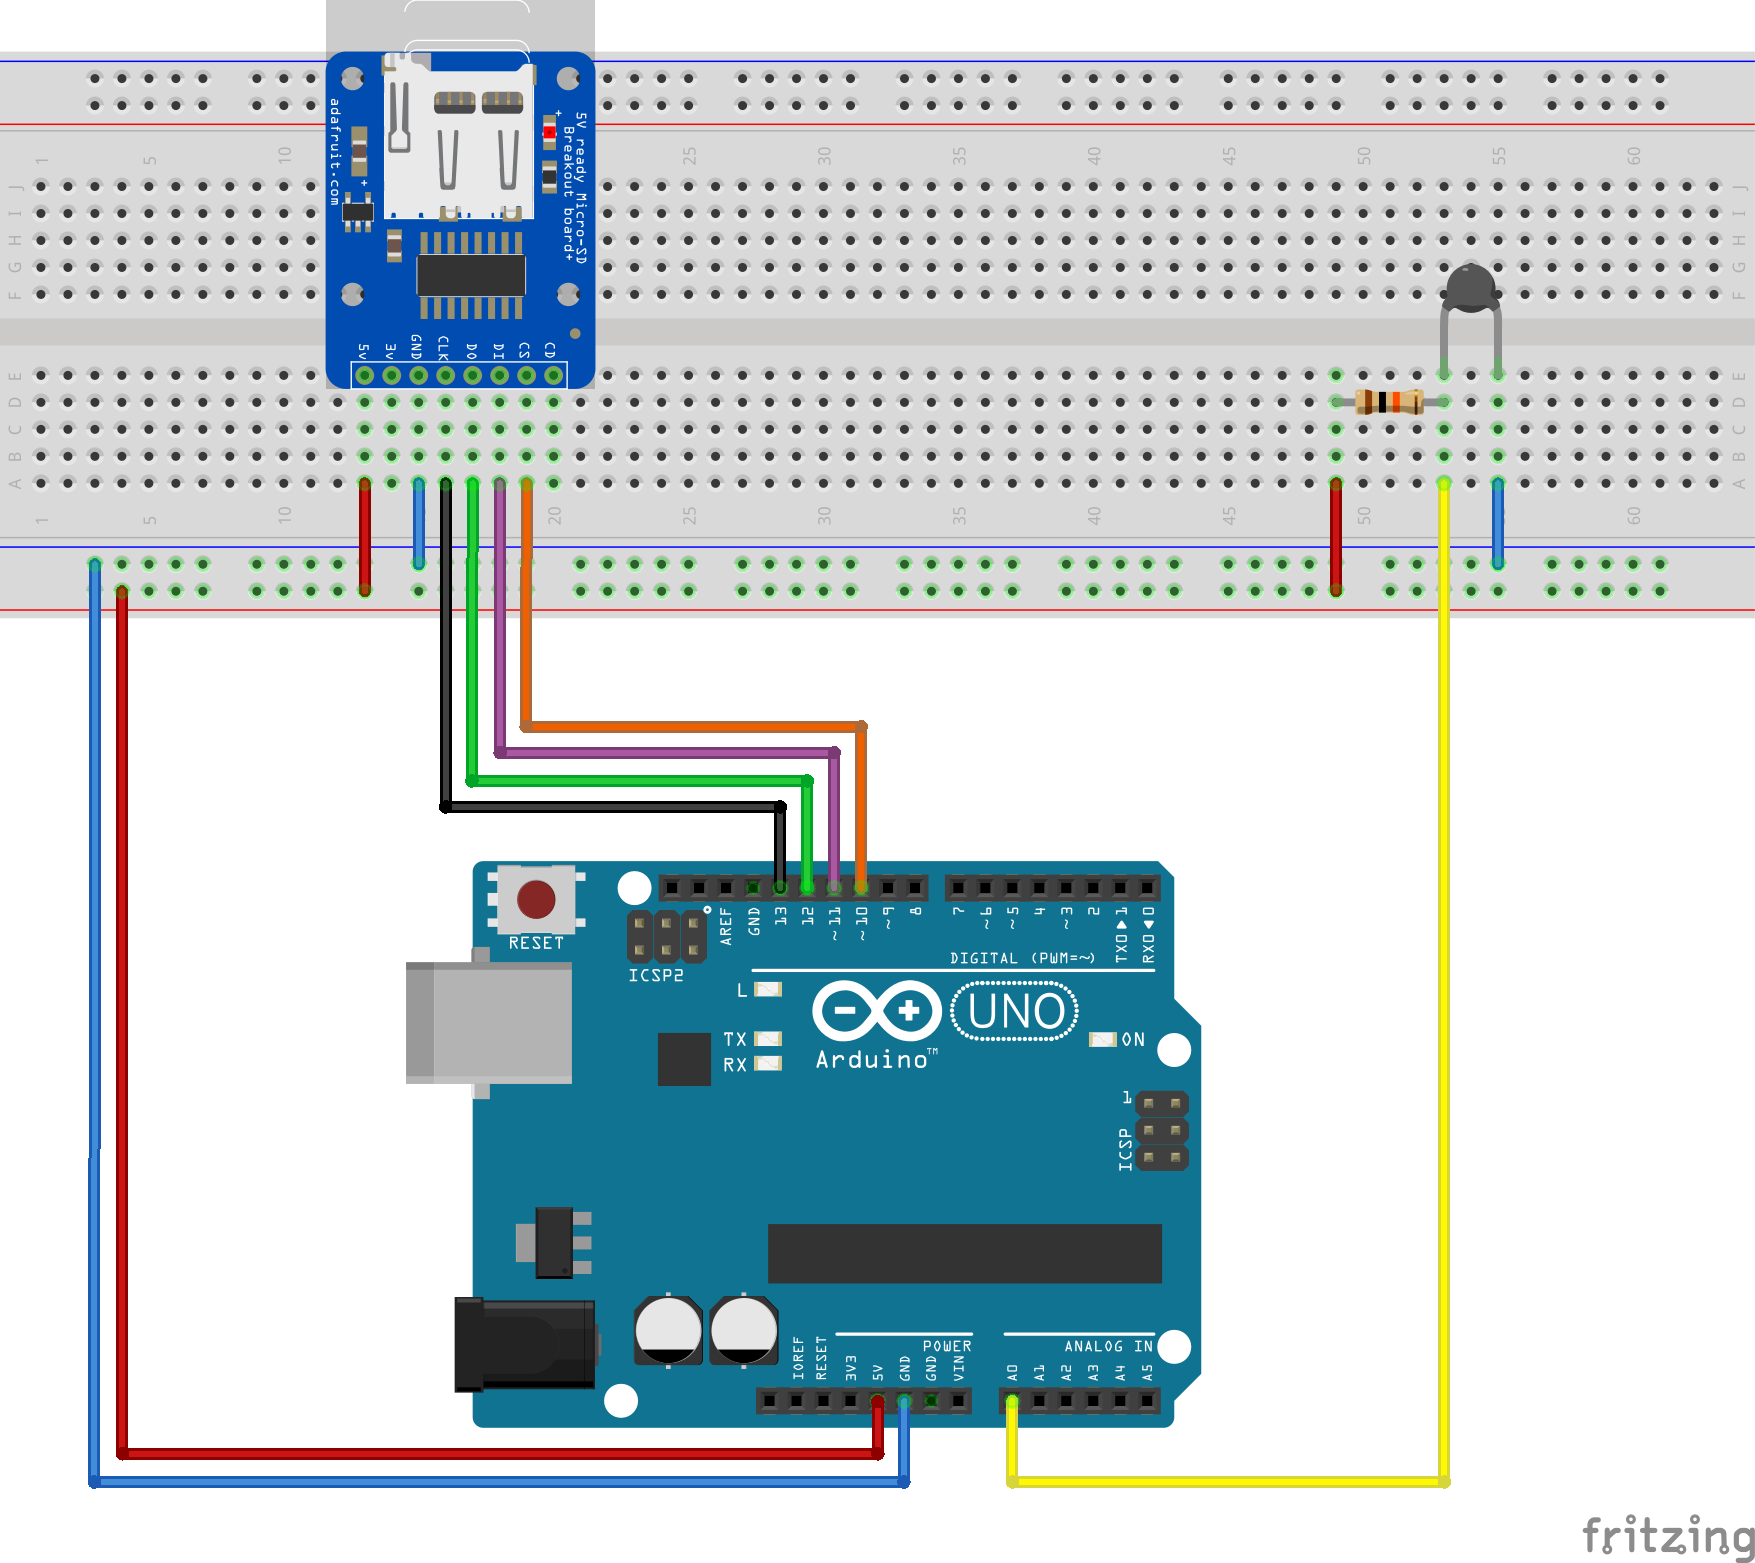 1 5 10 25 30 35 40 45 50 55 60
J J
I I
H H
G G
F F
adafruit.com
5V ready Micro-SD
Breakout board+
+
+
5v 3v GND CLK DO DI CS CD
E E
D D
C C
B B
A A
1 5 10 20 25 30 35 40 45 50 60
RESET
ICSP2
AREF GND 13 12 ~11 ~10 ~9 8 7 ~6 ~5 4 ~3 2 TX0▶1 RX0◀0
DIGITAL (PWM=~)
L
TX
RX
UNO
Arduino™
ON
1
ICSP
POWER
ANALOG IN
IOREF RESET 3V3 5V GND GND VIN A0 A1 A2 A3 A4 A5
fritzing